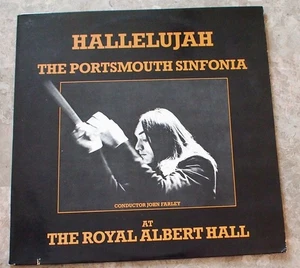 HALLELUJAH
THE PORTSMOUTH SINFONIA
CONDUCTOR JOHN FARLEY
AT
THE ROYAL ALBERT HALL